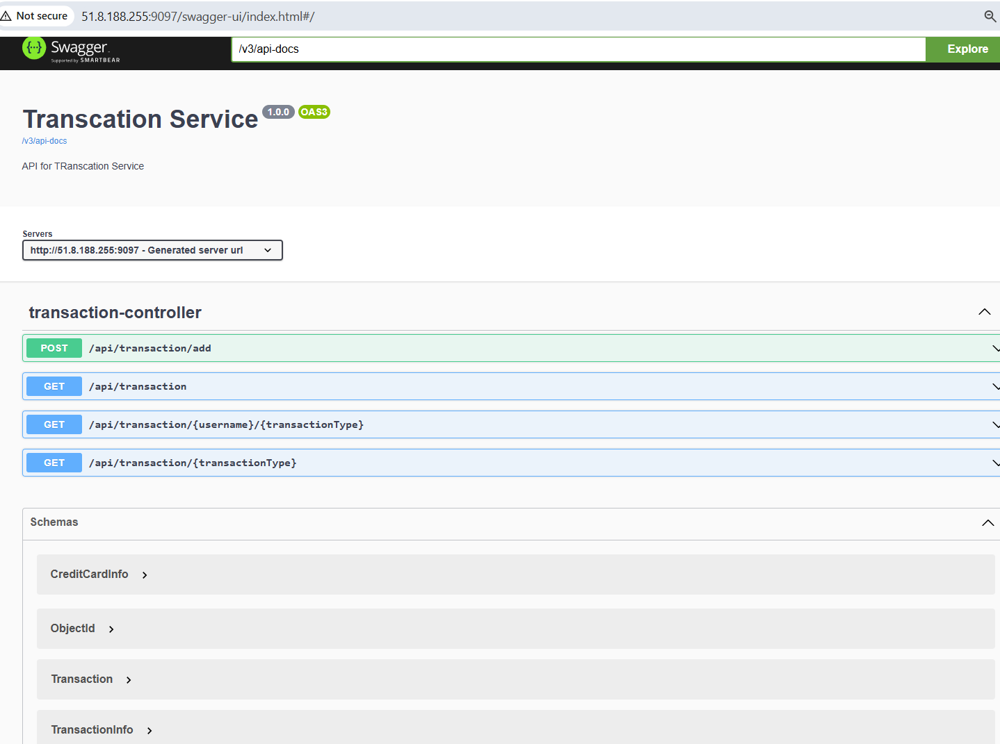 Not secure 51.8.188.255:9097/swagger-ui/index.html#/
{··} Swagger
Supported by SMARTBEAR
/v3/api-docs
Explore
Transcation Service 1.0.0 OAS3
/v3/api-docs
API for TRanscation Service
Servers
http://51.8.188.255:9097 - Generated server url
transaction-controller
POST /api/transaction/add
GET /api/transaction
GET /api/transaction/{username}/{transactionType}
GET /api/transaction/{transactionType}
Schemas
CreditCardInfo
ObjectId
Transaction
TransactionInfo